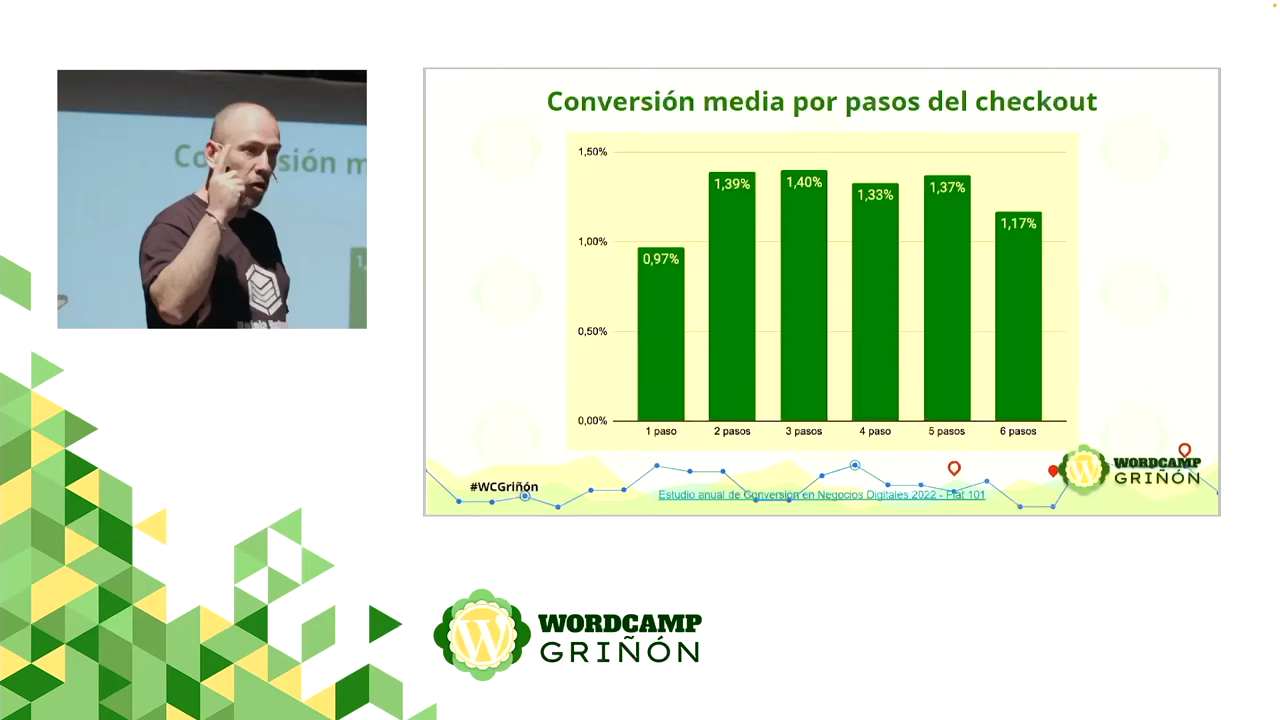 Conversión media por pasos del checkout
1,50%
1,00%
0,50%
0,00%
0,97%
1,39%
1,40%
1,33%
1,37%
1,17%
1 paso
2 pasos
3 pasos
4 paso
5 pasos
6 pasos
#WCGriñón
Estudio anual de Conversión en Negocios Digitales 2022 - Flat 101
WORDCAMP
GRIÑÓN
WORDCAMP
GRIÑÓN